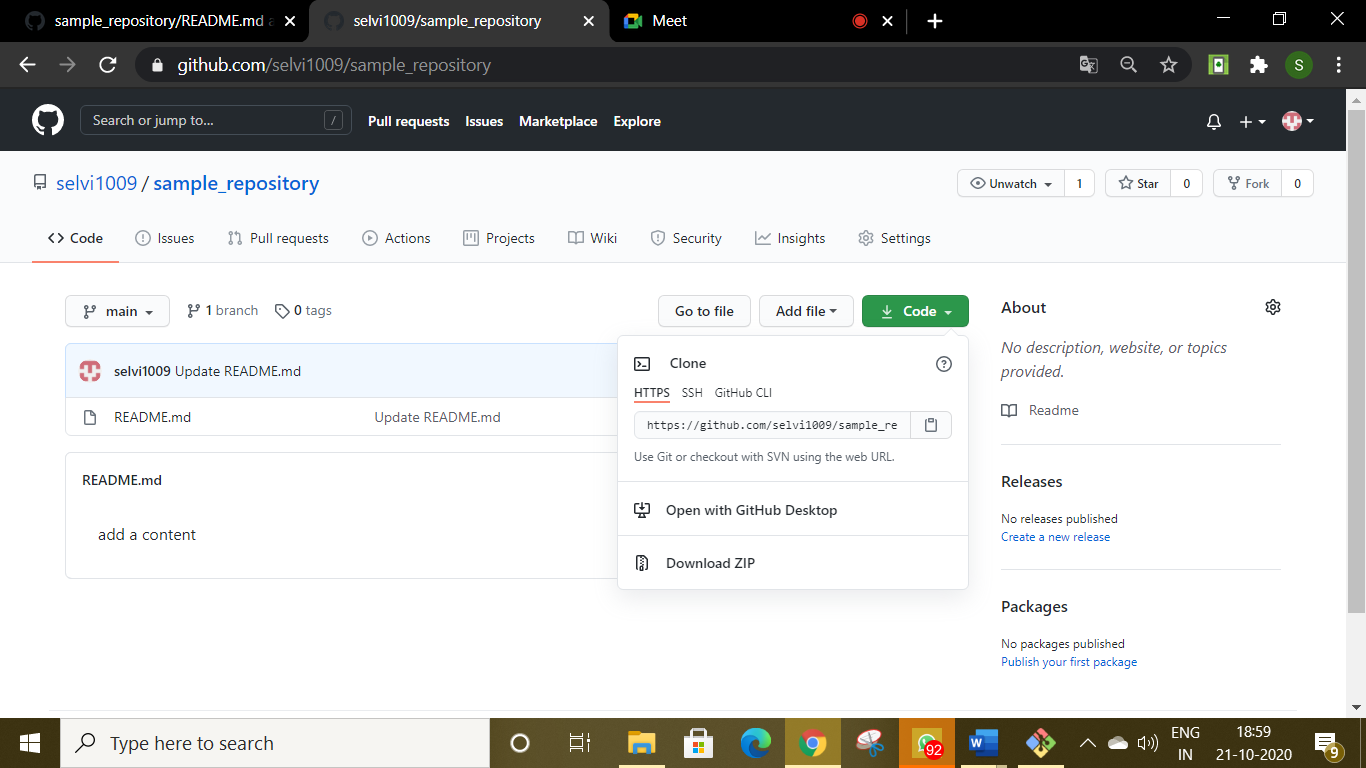 sample_repository/README.md a
selvi1009/sample_repository
Meet
github.com/selvi1009/sample_repository
S
Search or jump to...
/
Pull requests
Issues
Marketplace
Explore
selvi1009 / sample_repository
Unwatch
1
Star
0
Fork
0
Code
Issues
Pull requests
Actions
Projects
Wiki
Security
Insights
Settings
main
1 branch
0 tags
Go to file
Add file
Code
selvi1009 Update README.md
README.md
Update README.md
README.md
add a content
Clone
HTTPS
SSH
GitHub CLI
https://github.com/selvi1009/sample_re
Use Git or checkout with SVN using the web URL.
Open with GitHub Desktop
Download ZIP
About
No description, website, or topics
provided.
Readme
Releases
No releases published
Create a new release
Packages
No packages published
Publish your first package
Type here to search
92
ENG
IN
18:59
21-10-2020
9